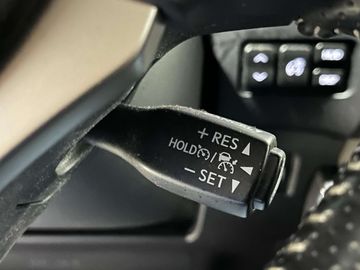 + RES
HOLD /
− SET